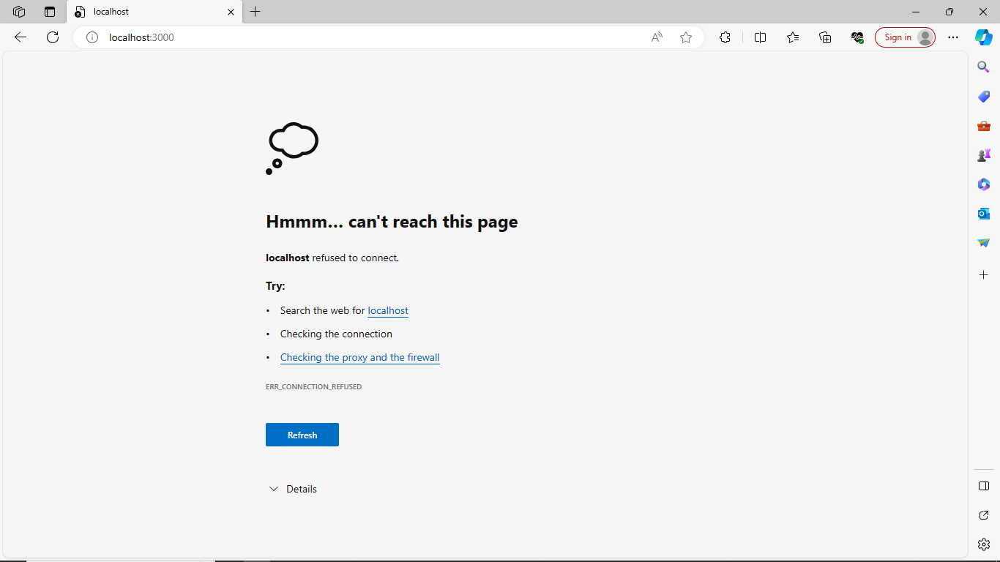 localhost
localhost:3000
Sign in
Hmmm... can't reach this page
localhost refused to connect.
Try:
• Search the web for localhost
• Checking the connection
• Checking the proxy and the firewall
ERR_CONNECTION_REFUSED
Refresh
Details